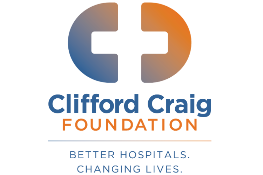 Clifford Craig
FOUNDATION
BETTER HOSPITALS.
CHANGING LIVES.